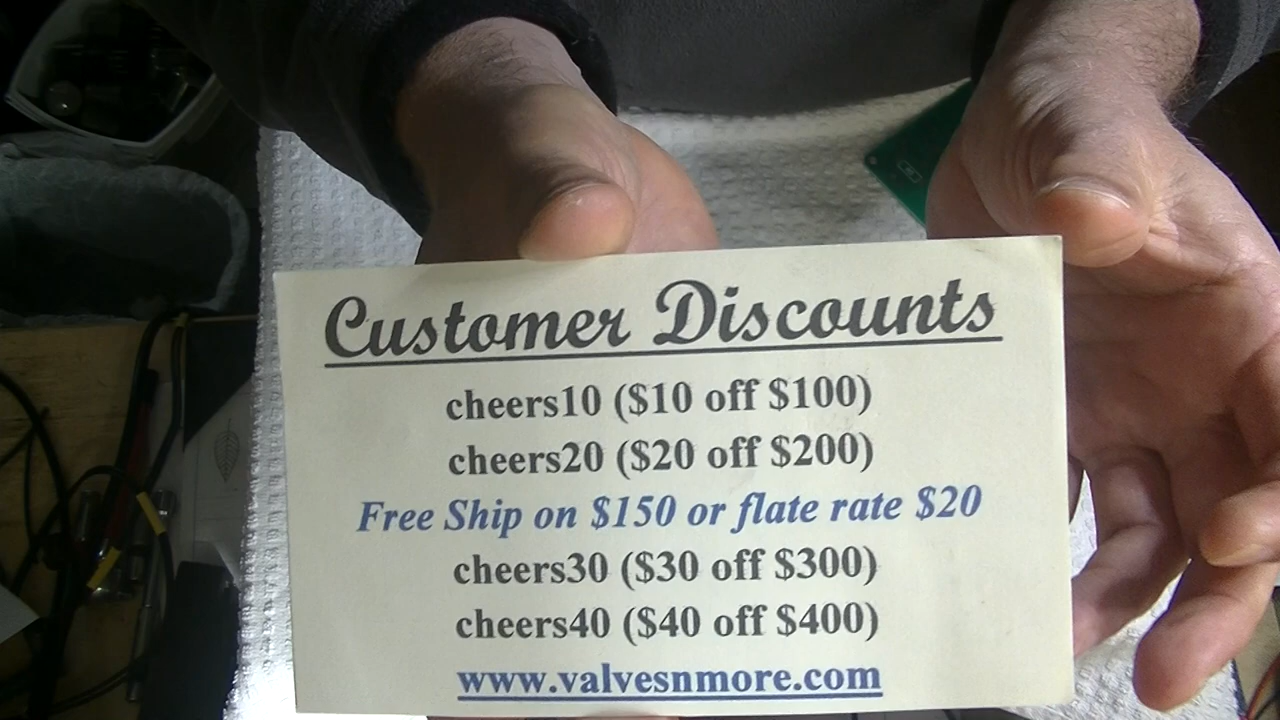 Customer Discounts
cheers10 ($10 off $100)
cheers20 ($20 off $200)
Free Ship on $150 or flate rate $20
cheers30 ($30 off $300)
cheers40 ($40 off $400)
www.valvesnmore.com